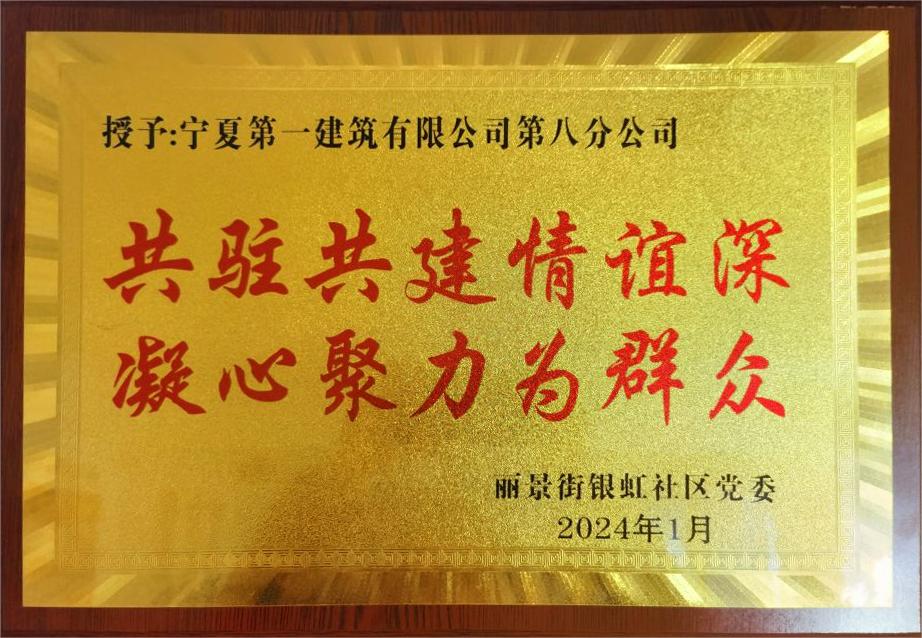 授予:宁夏第一建筑有限公司第八分公司
共驻共建情谊深
凝心聚力为群众
丽景街银虹社区党委
2024年1月